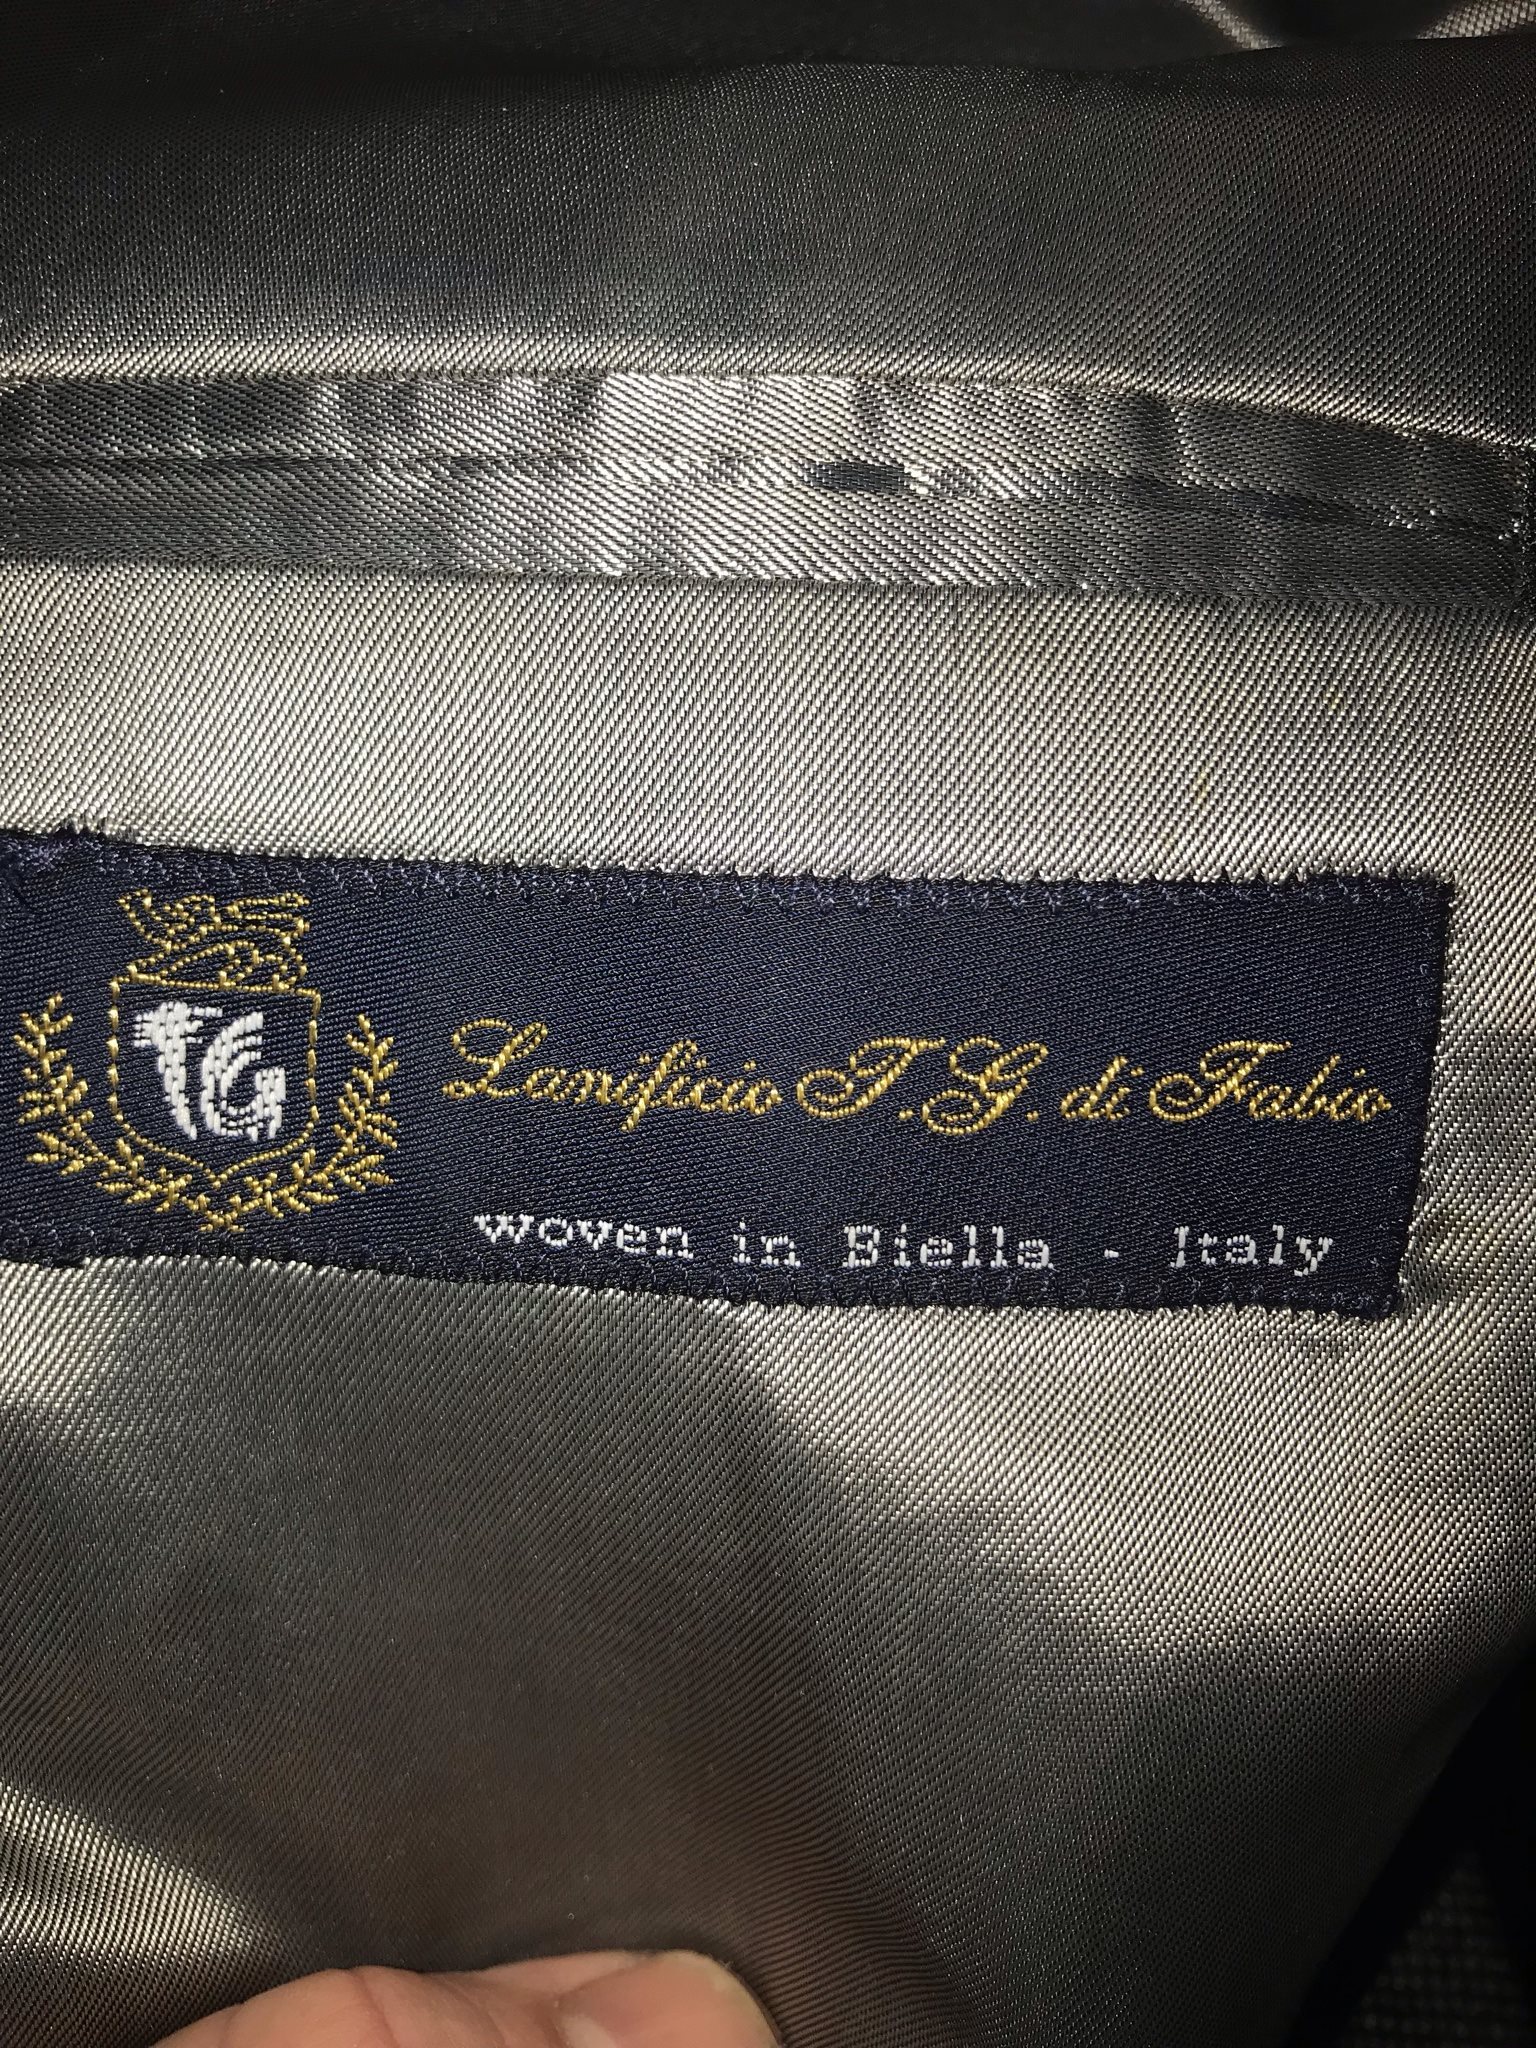 TG
Lanificio T.G. di Fabio
woven in Biella - Italy